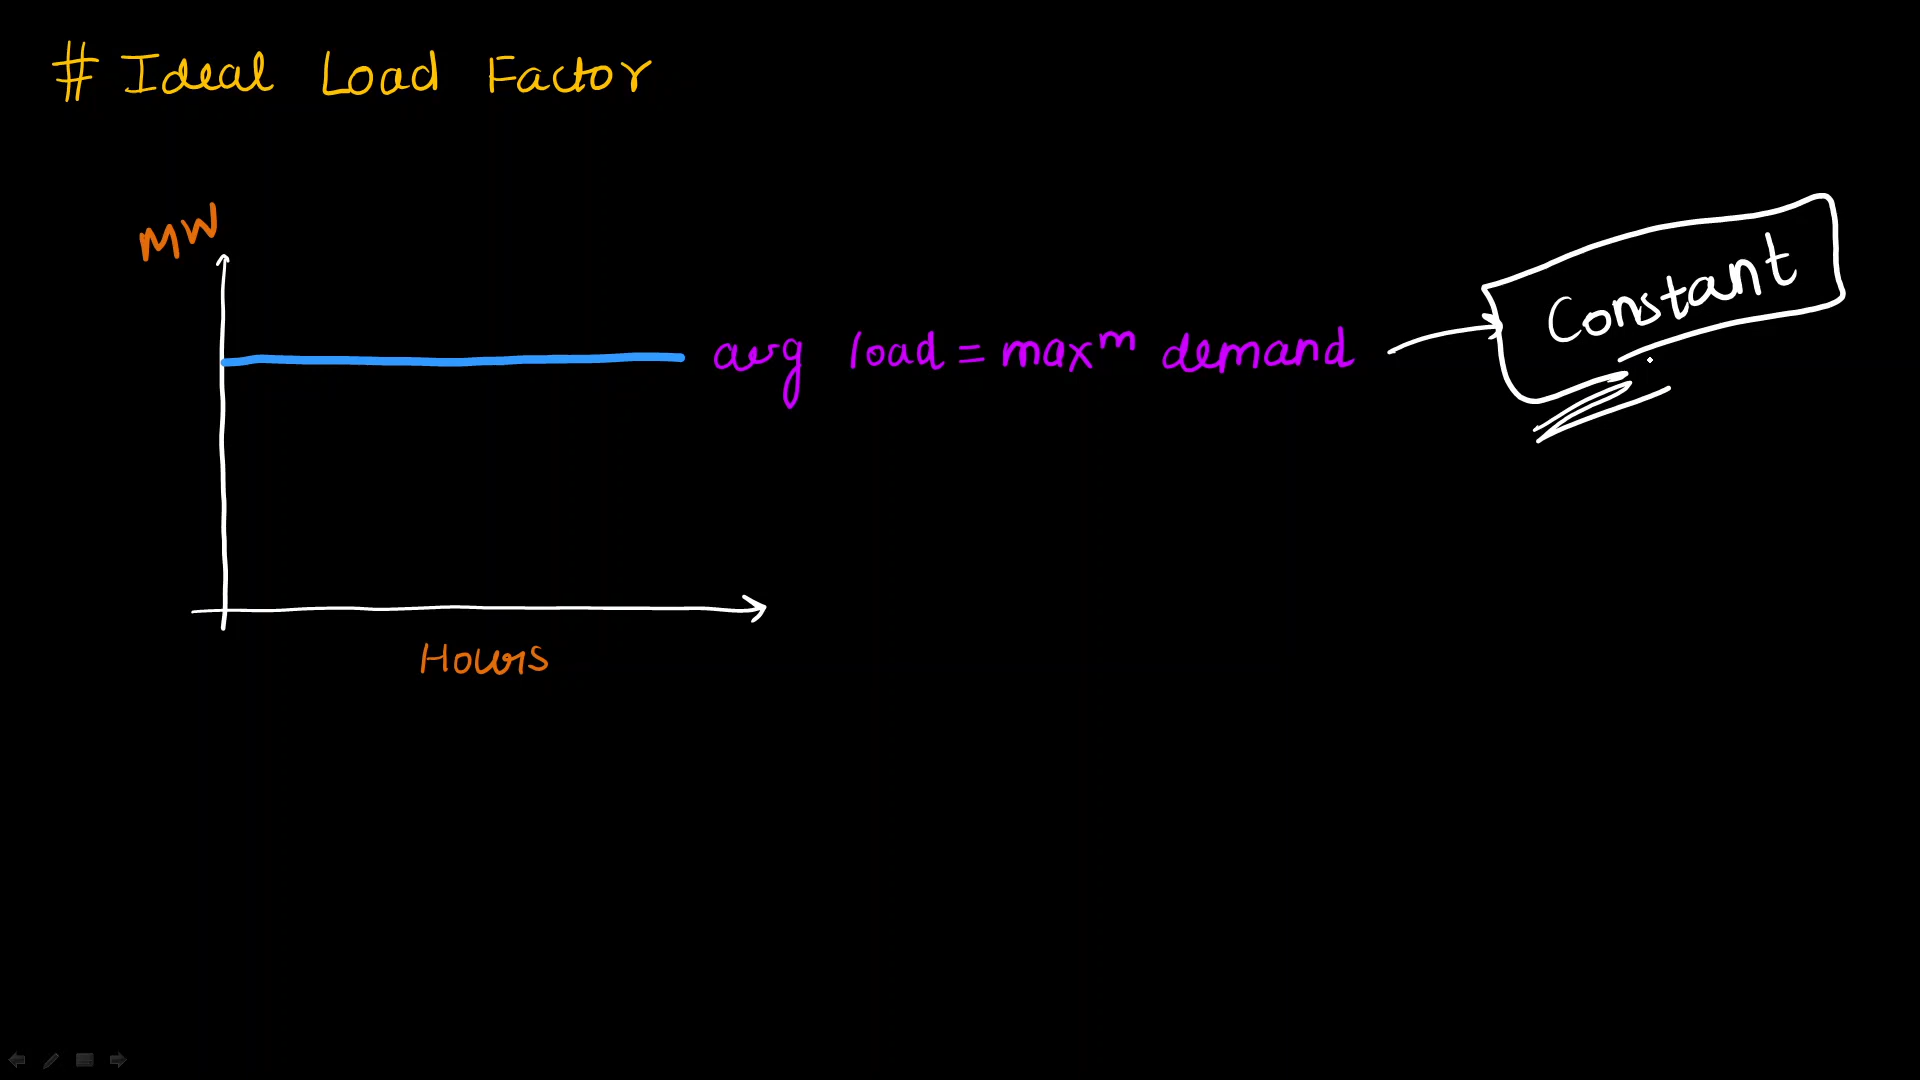 # Ideal Load Factor
MW
avg load = maxᵐ demand
Constant
Hours